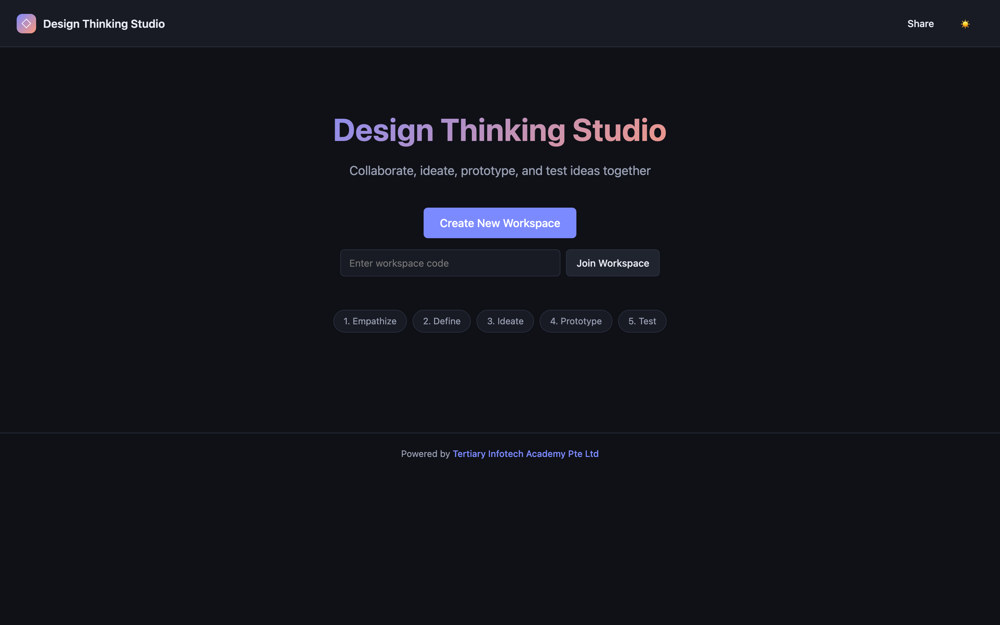 Design Thinking Studio
Share
Design Thinking Studio
Collaborate, ideate, prototype, and test ideas together
Create New Workspace
Enter workspace code
Join Workspace
1. Empathize
2. Define
3. Ideate
4. Prototype
5. Test
Powered by Tertiary Infotech Academy Pte Ltd